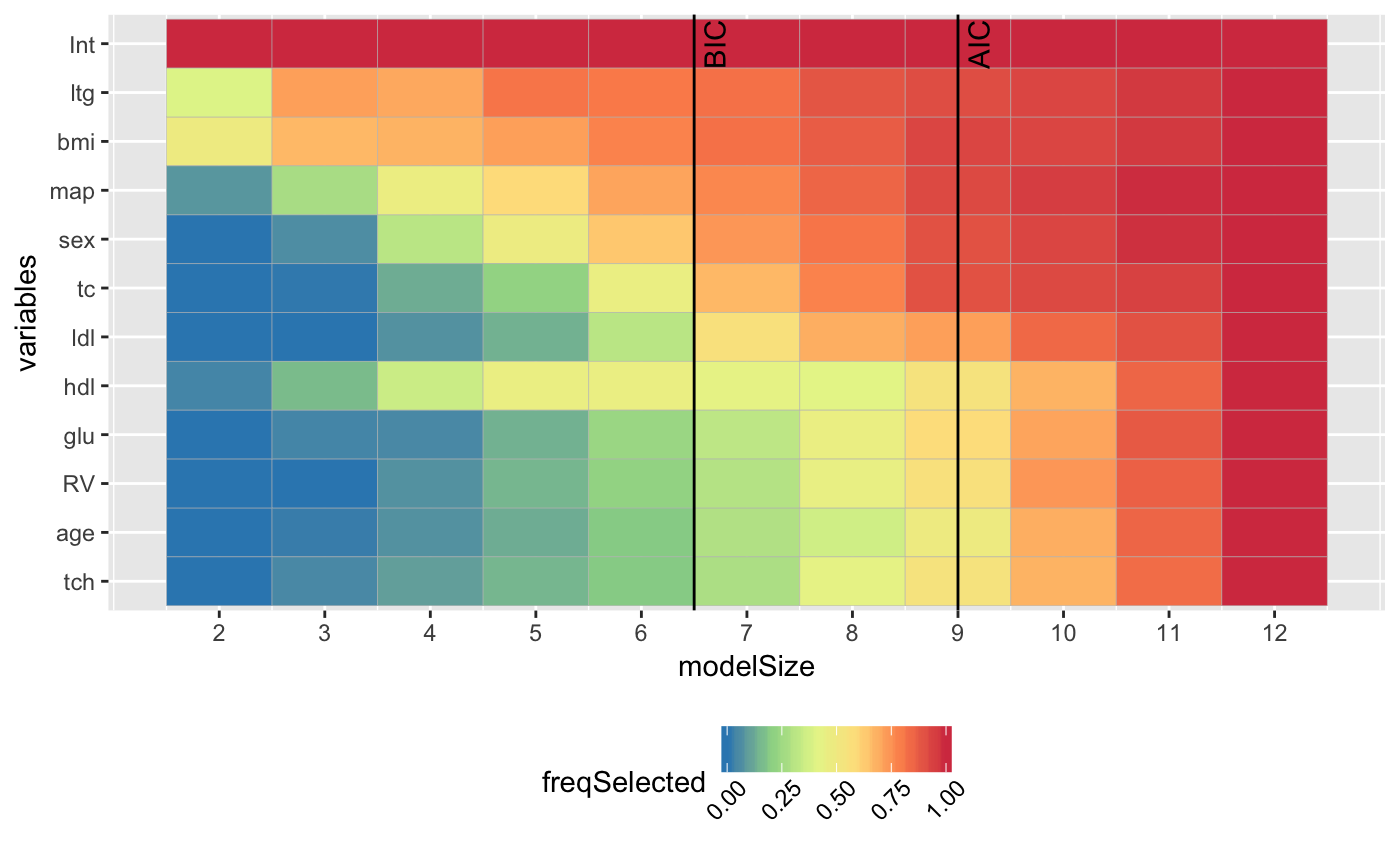 BIC
AIC
Int
ltg
bmi
map
sex
tc
ldl
hdl
glu
RV
age
tch
variables
2 3 4 5 6 7 8 9 10 11 12
modelSize
freqSelected
0.00 0.25 0.50 0.75 1.00